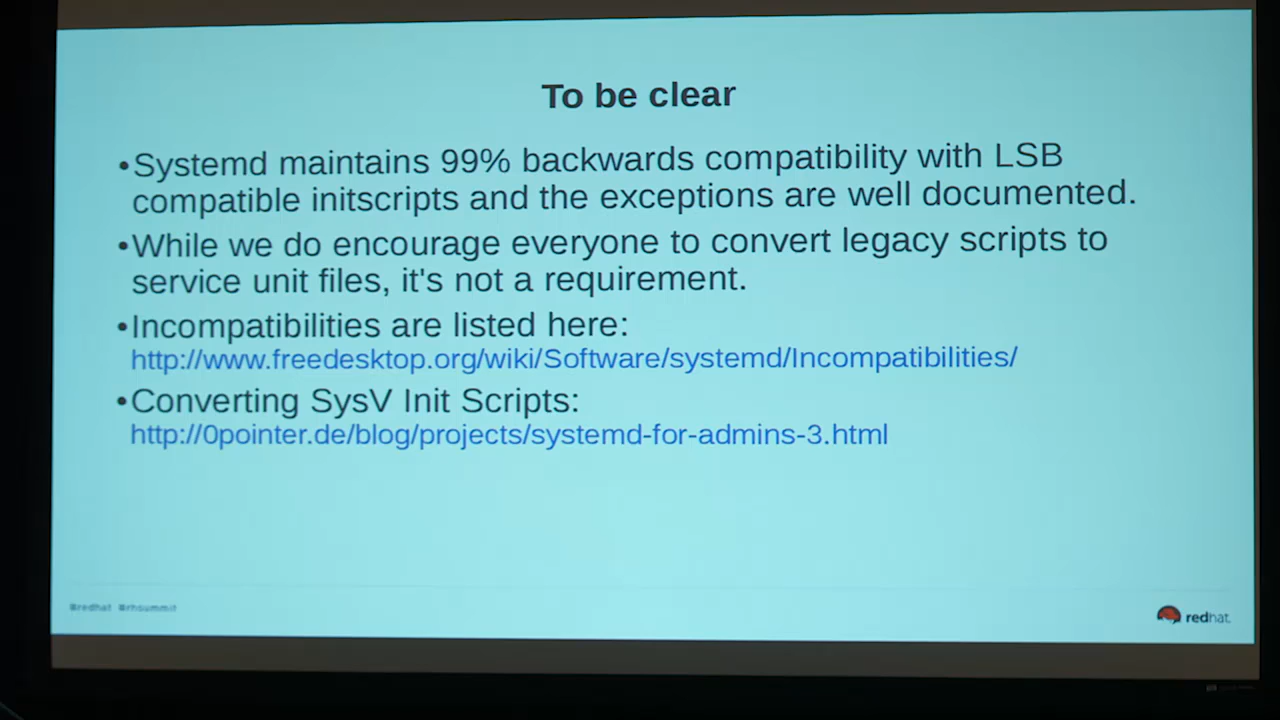 To be clear
•Systemd maintains 99% backwards compatibility with LSB
compatible initscripts and the exceptions are well documented.
•While we do encourage everyone to convert legacy scripts to
service unit files, it's not a requirement.
•Incompatibilities are listed here:
http://www.freedesktop.org/wiki/Software/systemd/Incompatibilities/
•Converting SysV Init Scripts:
http://0pointer.de/blog/projects/systemd-for-admins-3.html
#redhat #rhsummit
redhat.